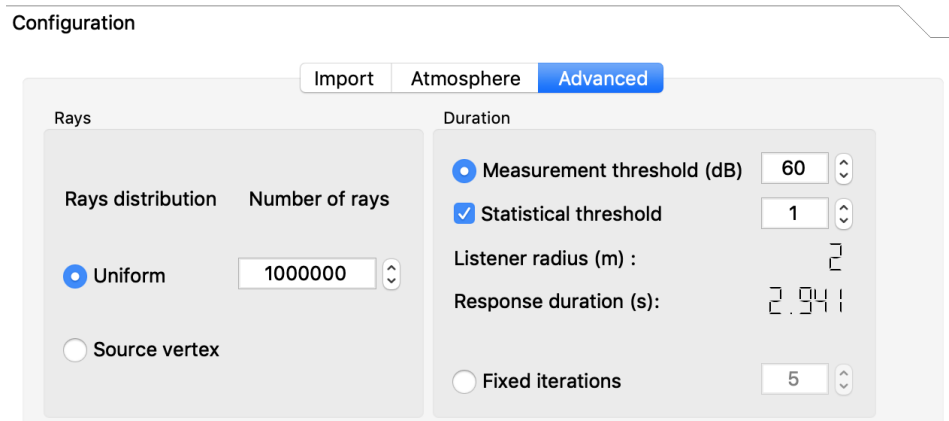 Configuration
Import Atmosphere Advanced
Rays
Rays distribution Number of rays
Uniform 1000000
Source vertex
Duration
Measurement threshold (dB) 60
Statistical threshold 1
Listener radius (m) : 2
Response duration (s): 2.941
Fixed iterations 5